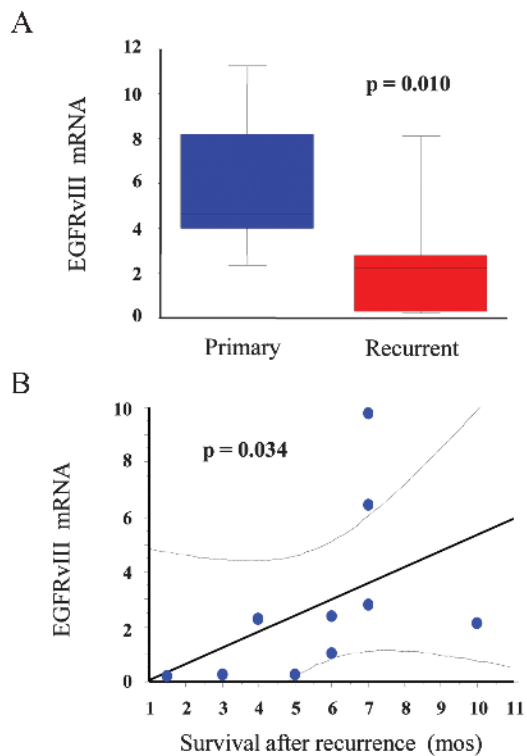 A
EGFRvIII mRNA
12
10
8
6
4
2
0
p = 0.010
Primary Recurrent
B
EGFRvIII mRNA
10
8
6
4
2
0
p = 0.034
1 2 3 4 5 6 7 8 9 10 11
Survival after recurrence (mos)